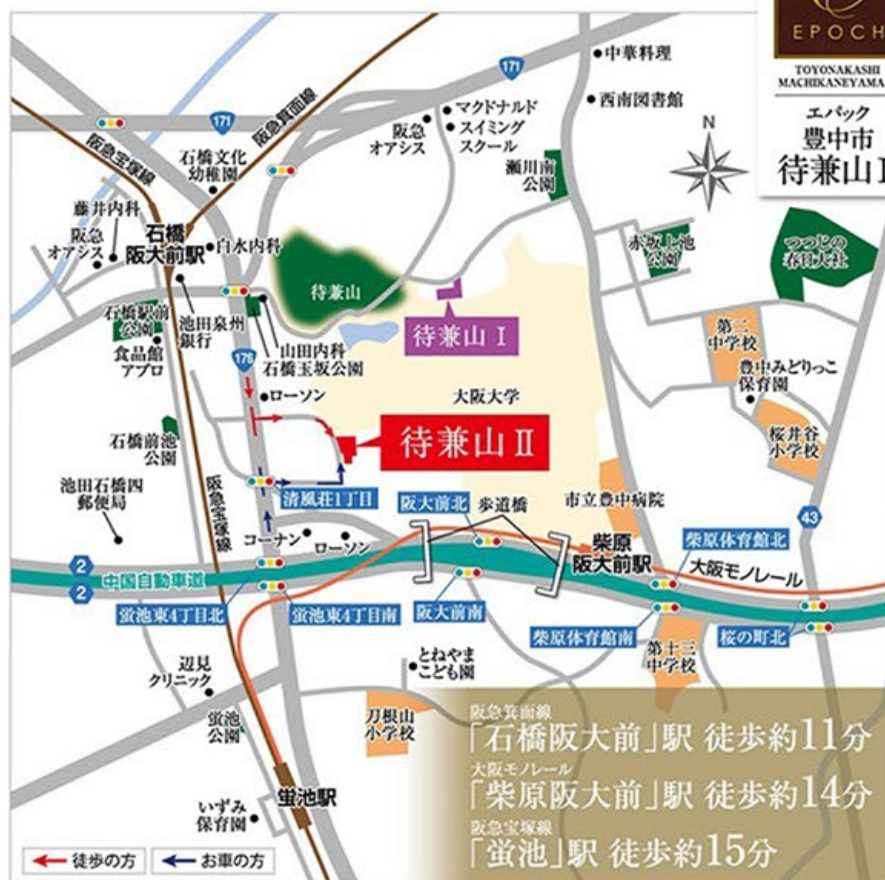 EPOCH
TOYONAKASHI
MACHIKANEYAMA
エパック
豊中市
待兼山
N
171
171
中華料理
西南図書館
マクドナルド
スイミング
スクール
阪急
オアシス
瀬川南
公園
阪急宝塚線
阪急箕面線
石橋文化
幼稚園
藤井内科
阪急
オアシス
石橋
阪大前駅
白水内科
待兼山
赤坂上池
公園
つつじの
春日大社
石橋駅前
公園
食品館
アプロ
池田泉州
銀行
山田内科
石橋玉坂公園
待兼山Ⅰ
第二
中学校
豊中みどりっこ
保育園
176
ローソン
大阪大学
待兼山Ⅱ
桜井谷
小学校
石橋前池
公園
池田石橋四
郵便局
阪急宝塚線
清風荘1丁目
阪大前北
歩道橋
市立豊中病院
43
コーナン
ローソン
柴原
阪大前駅
柴原体育館北
大阪モノレール
2
2
中国自動車道
蛍池東4丁目北
蛍池東4丁目南
阪大前南
柴原体育館南
桜の町北
第十三
中学校
辺見
クリニック
とねやま
こども園
蛍池
公園
刀根山
小学校
蛍池駅
いずみ
保育園
阪急箕面線
「石橋阪大前」駅 徒歩約11分
大阪モノレール
「柴原阪大前」駅 徒歩約14分
阪急宝塚線
「蛍池」駅 徒歩約15分
徒歩の方
お車の方